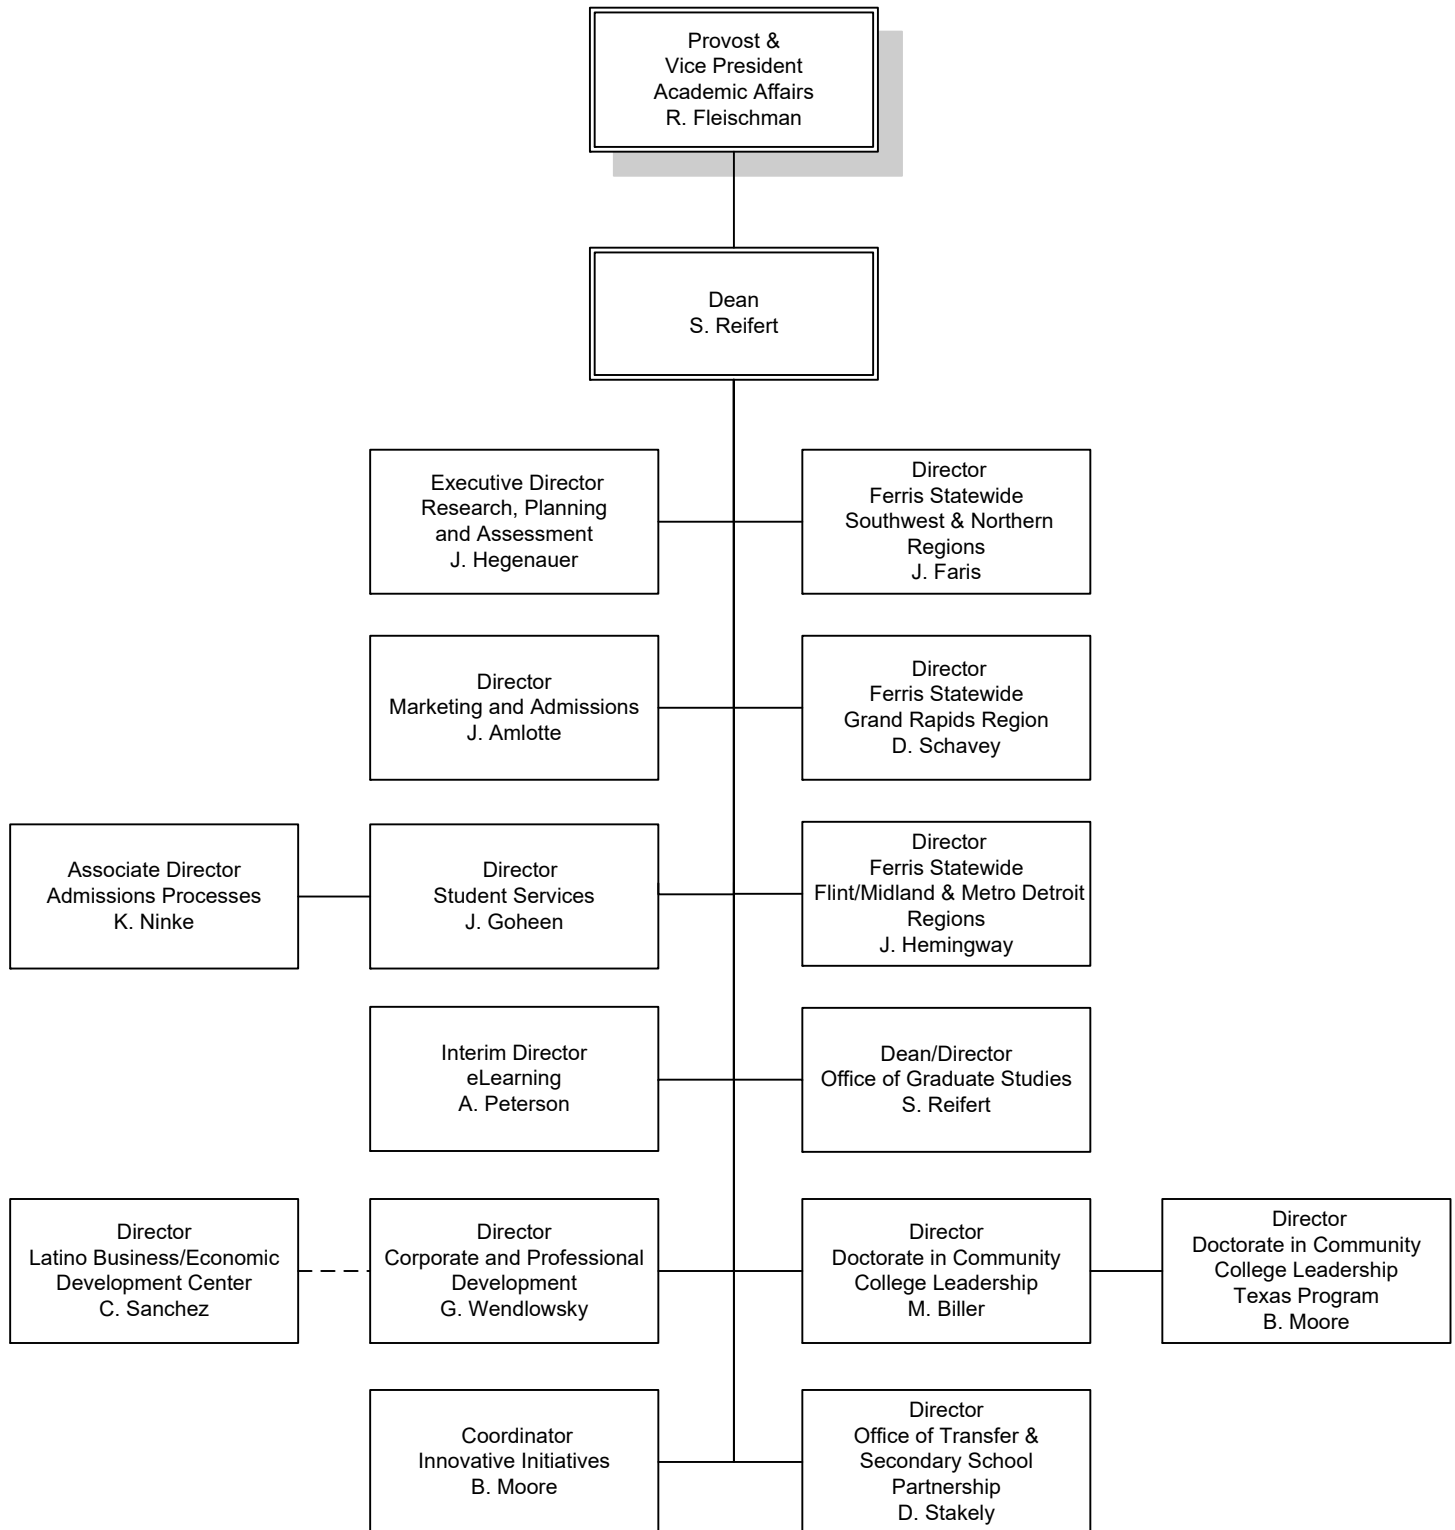 Provost &
Vice President
Academic Affairs
R. Fleischman
Dean
S. Reifert
Executive Director
Research, Planning
and Assessment
J. Hegenauer
Director
Ferris Statewide
Southwest & Northern
Regions
J. Faris
Director
Marketing and Admissions
J. Amlotte
Director
Ferris Statewide
Grand Rapids Region
D. Schavey
Associate Director
Admissions Processes
K. Ninke
Director
Student Services
J. Goheen
Director
Ferris Statewide
Flint/Midland & Metro Detroit
Regions
J. Hemingway
Interim Director
eLearning
A. Peterson
Dean/Director
Office of Graduate Studies
S. Reifert
Director
Latino Business/Economic
Development Center
C. Sanchez
Director
Corporate and Professional
Development
G. Wendlowsky
Director
Doctorate in Community
College Leadership
M. Biller
Director
Doctorate in Community
College Leadership
Texas Program
B. Moore
Coordinator
Innovative Initiatives
B. Moore
Director
Office of Transfer &
Secondary School
Partnership
D. Stakely